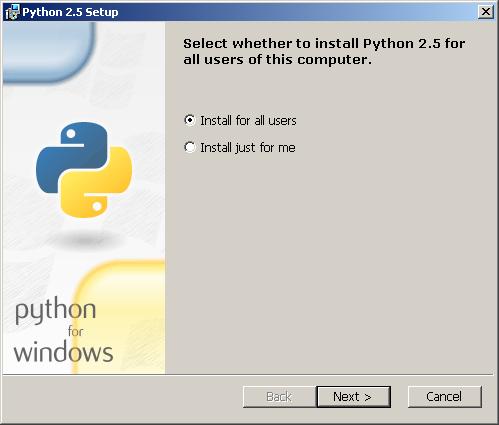 Python 2.5 Setup
Select whether to install Python 2.5 for
all users of this computer.
Install for all users
Install just for me
python
for
windows
Back
Next >
Cancel